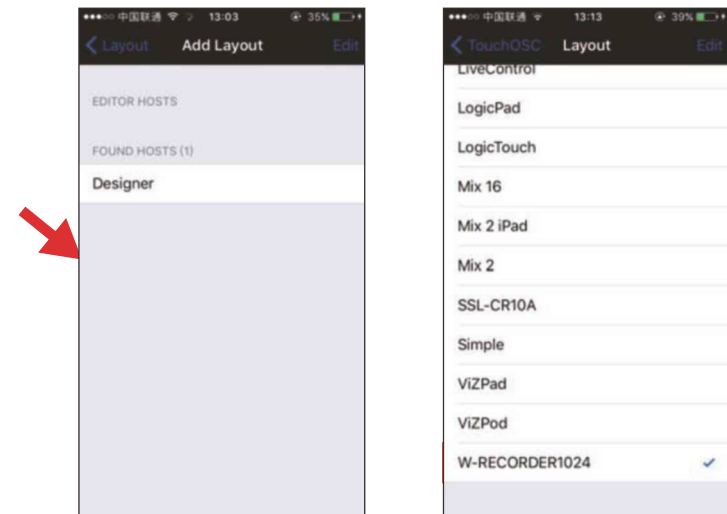 中国联通 13:03 35%
Layout Add Layout Edit
EDITOR HOSTS
FOUND HOSTS (1)
Designer
中国联通 13:13 39%
TouchOSC Layout Edit
LiveControl
LogicPad
LogicTouch
Mix 16
Mix 2 iPad
Mix 2
SSL-CR10A
Simple
ViZPad
ViZPod
W-RECORDER1024